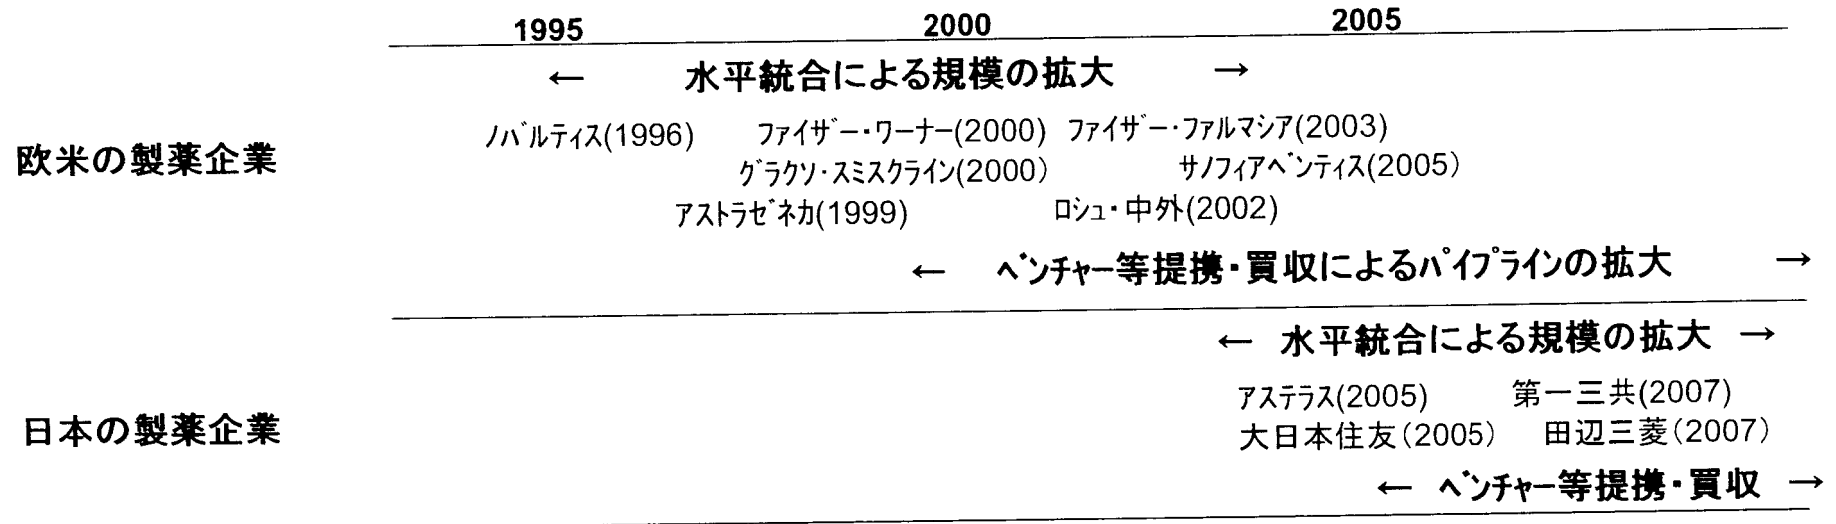 1995 2000 2005
← 水平統合による規模の拡大 →
ﾉﾊﾞﾙﾃｨｽ(1996) ﾌｧｲｻﾞｰ・ﾜｰﾅｰ(2000) ﾌｧｲｻﾞｰ・ﾌｧﾙﾏｼｱ(2003)
欧米の製薬企業
ｸﾞﾗｸｿ・ｽﾐｽｸﾗｲﾝ(2000) ｻﾉﾌｨｱﾍﾞﾝﾃｨｽ(2005)
ｱｽﾄﾗｾﾞﾈｶ(1999) ﾛｼｭ・中外(2002)
← ﾍﾞﾝﾁｬｰ等提携・買収によるﾊﾟｲﾌﾟﾗｲﾝの拡大 →
← 水平統合による規模の拡大 →
ｱｽﾃﾗｽ(2005) 第一三共(2007)
日本の製薬企業
大日本住友(2005) 田辺三菱(2007)
← ﾍﾞﾝﾁｬｰ等提携・買収 →